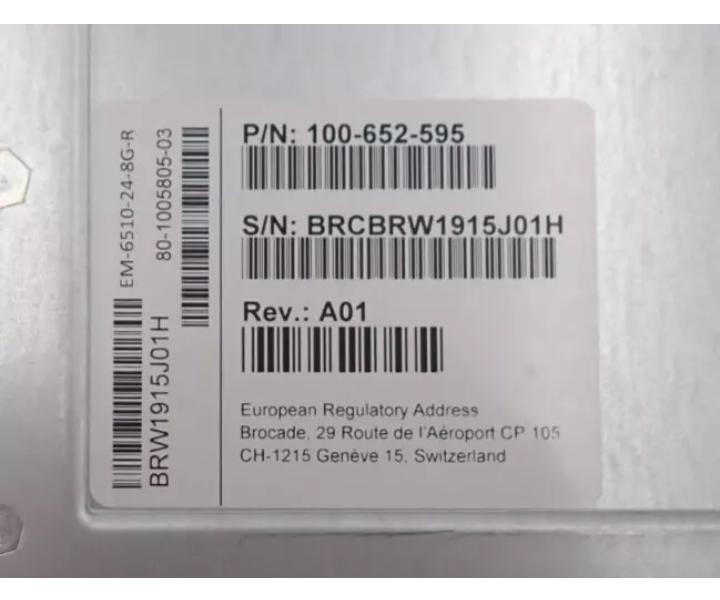 EM-6510-24-8G-R
80-1005805-03
BRW1915J01H
P/N: 100-652-595
S/N: BRCBRW1915J01H
Rev.: A01
European Regulatory Address
Brocade, 29 Route de l'Aéroport CP 105
CH-1215 Genève 15, Switzerland